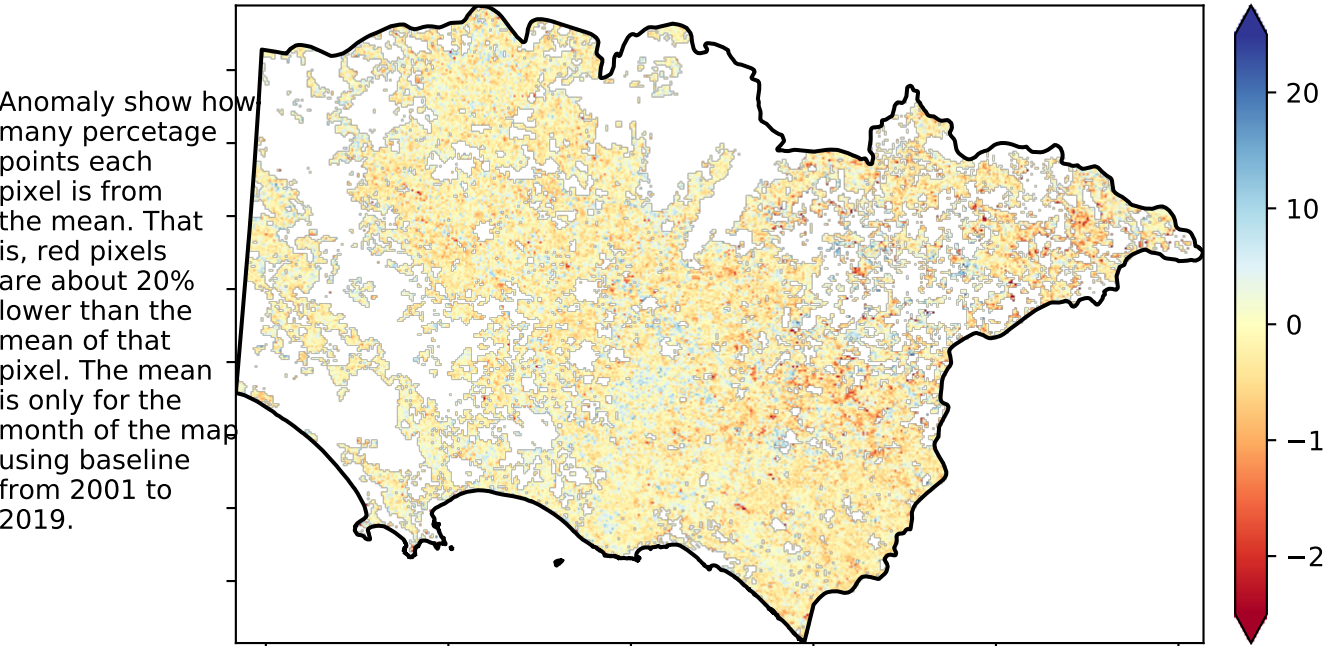 Anomaly show how
many percetage
points each
pixel is from
the mean. That
is, red pixels
are about 20%
lower than the
mean of that
pixel. The mean
is only for the
month of the map
using baseline
from 2001 to
2019.
20
10
0
−1
−2